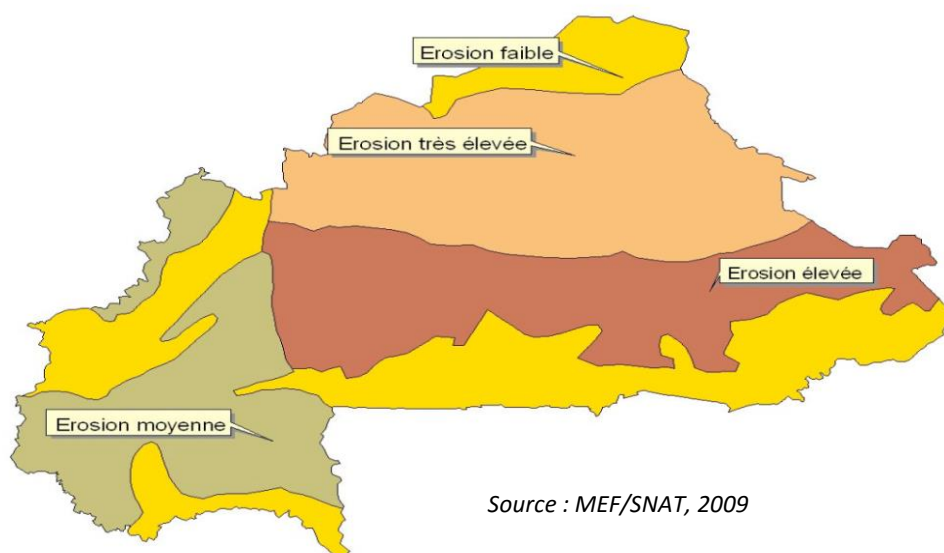 Erosion faible
Erosion très élevée
Erosion élevée
Erosion moyenne
Source : MEF/SNAT, 2009